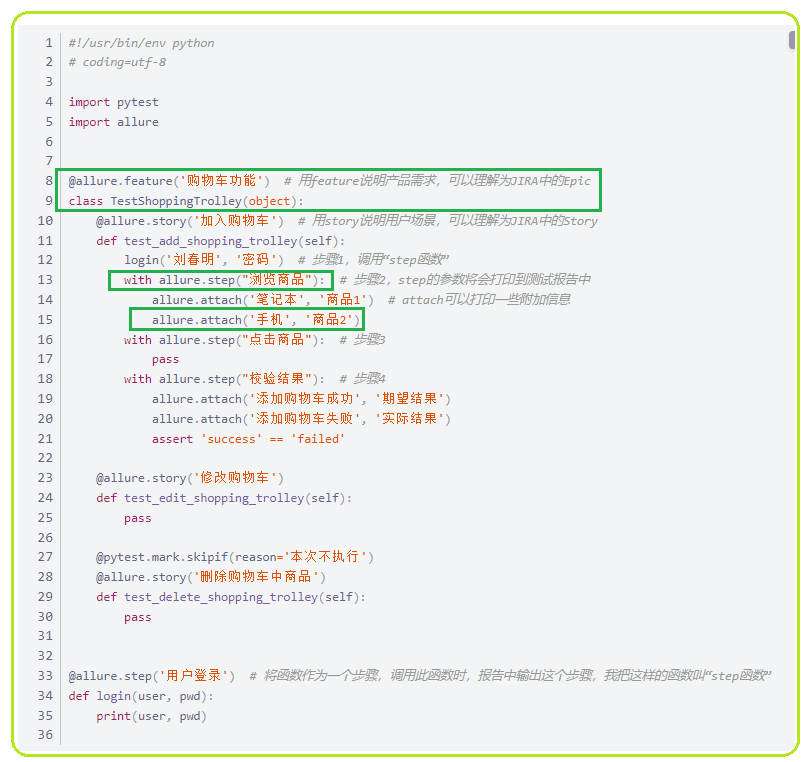 1 #!/usr/bin/env python
2 # coding=utf-8
3
4 import pytest
5 import allure
6
7
8 @allure.feature('购物车功能')  # 用feature说明产品需求，可以理解为JIRA中的Epic
9 class TestShoppingTrolley(object):
10     @allure.story('加入购物车')  # 用story说明用户场景，可以理解为JIRA中的Story
11     def test_add_shopping_trolley(self):
12         login('刘春明', '密码')  # 步骤1，调用“step函数”
13         with allure.step("浏览商品"):  # 步骤2，step的参数将会打印到测试报告中
14             allure.attach('笔记本', '商品1')  # attach可以打印一些附加信息
15             allure.attach('手机', '商品2')
16         with allure.step("点击商品"):  # 步骤3
17             pass
18         with allure.step("校验结果"):  # 步骤4
19             allure.attach('添加购物车成功', '期望结果')
20             allure.attach('添加购物车失败', '实际结果')
21             assert 'success' == 'failed'
22
23     @allure.story('修改购物车')
24     def test_edit_shopping_trolley(self):
25         pass
26
27     @pytest.mark.skipif(reason='本次不执行')
28     @allure.story('删除购物车中商品')
29     def test_delete_shopping_trolley(self):
30         pass
31
32
33 @allure.step('用户登录')  # 将函数作为一个步骤，调用此函数时，报告中输出这个步骤，我把这样的函数叫“step函数”
34 def login(user, pwd):
35     print(user, pwd)
36